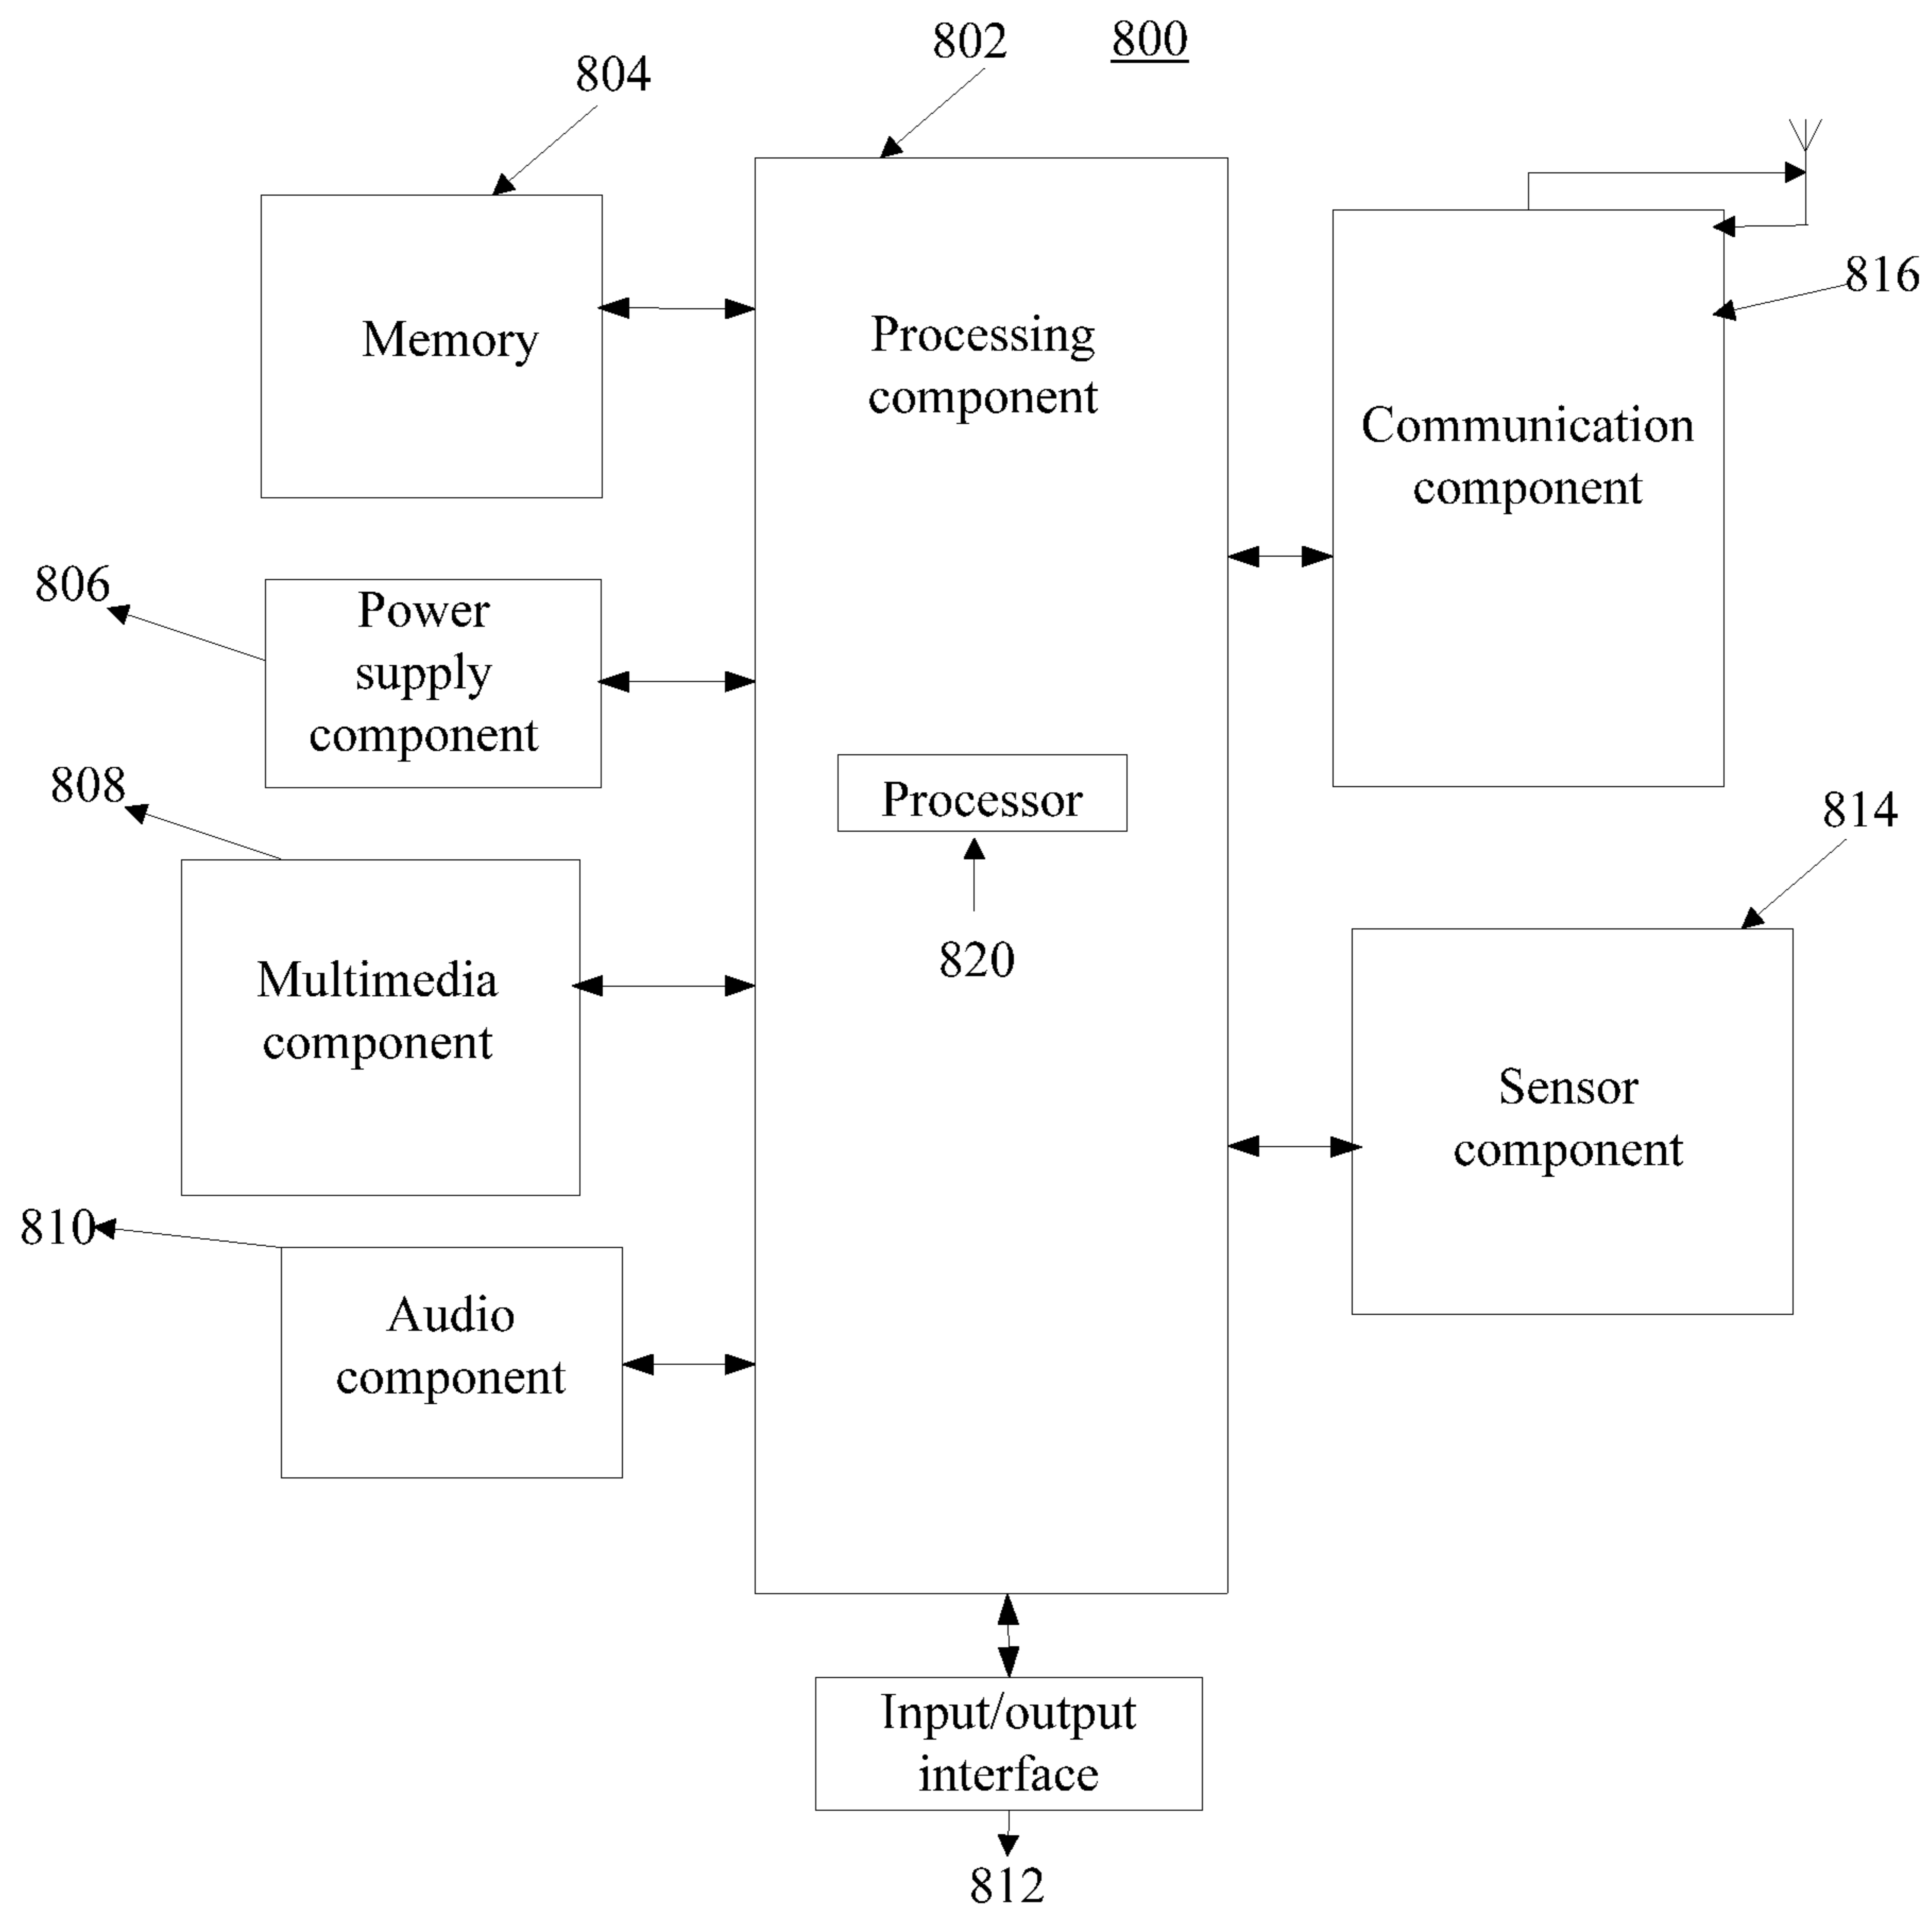 802
800
804
Memory
Processing
component
816
Communication
component
806
Power
supply
component
808
Processor
814
820
Multimedia
component
Sensor
component
810
Audio
component
Input/output
interface
812